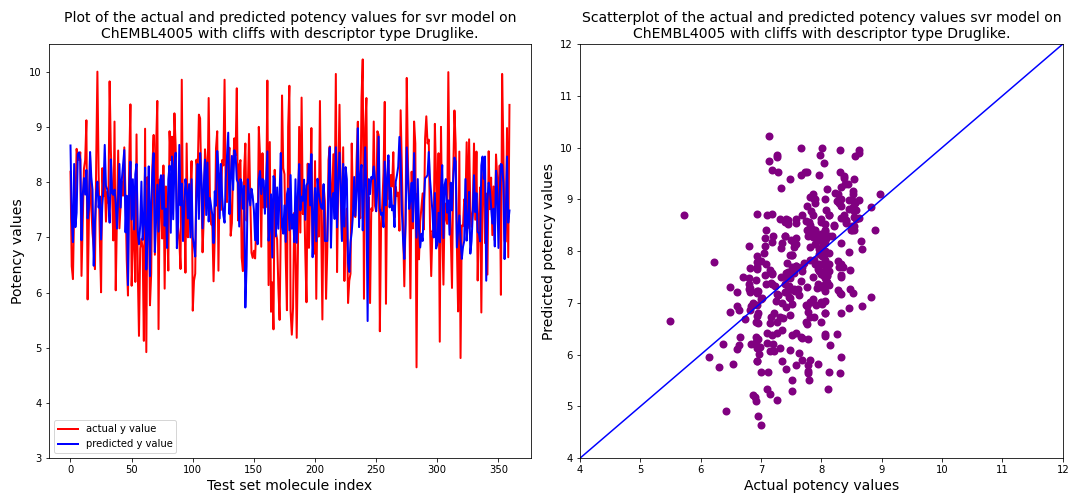 Plot of the actual and predicted potency values for svr model on
ChEMBL4005 with cliffs with descriptor type Druglike.
Potency values
10
9
8
7
6
5
4
3
actual y value
predicted y value
0 50 100 150 200 250 300 350
Test set molecule index
Scatterplot of the actual and predicted potency values svr model on
ChEMBL4005 with cliffs with descriptor type Druglike.
Predicted potency values
12
11
10
9
8
7
6
5
4
4 5 6 7 8 9 10 11 12
Actual potency values